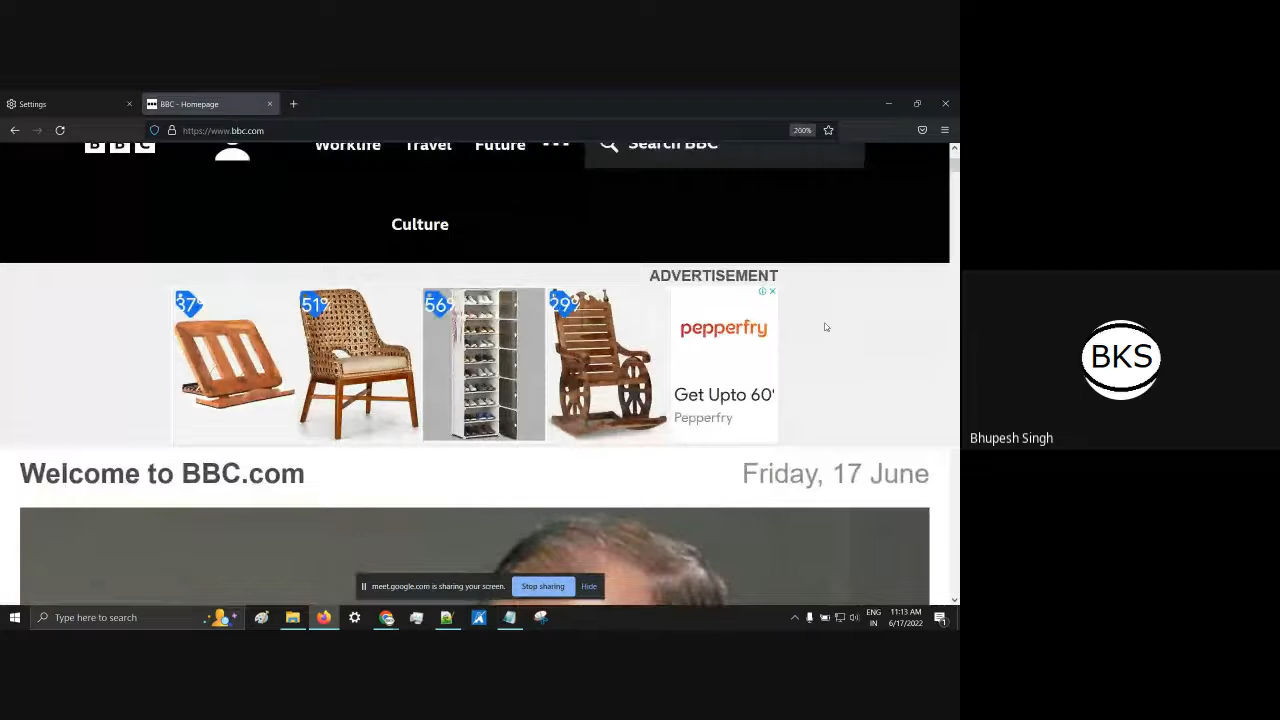 Settings
BBC - Homepage
https://www.bbc.com
200%
BBC
Worklife
Travel
Future
Search BBC
Culture
ADVERTISEMENT
37%
51%
56%
29%
pepperfry
Get Upto 60%
Pepperfry
Welcome to BBC.com
Friday, 17 June
meet.google.com is sharing your screen.
Stop sharing
Hide
Type here to search
ENG
IN
11:13 AM
6/17/2022
BKS
Bhupesh Singh